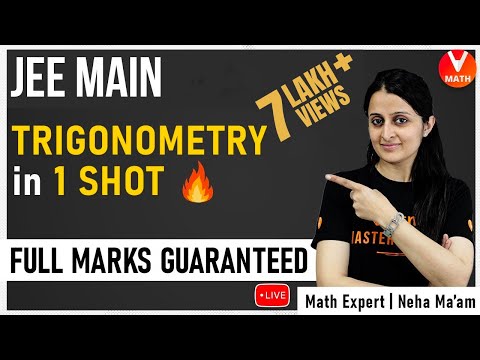 JEE MAIN
TRIGONOMETRY
in 1 SHOT
7 LAKH+
VIEWS
V
MATH
MASTER
FULL MARKS GUARANTEED
LIVE
Math Expert | Neha Ma'am